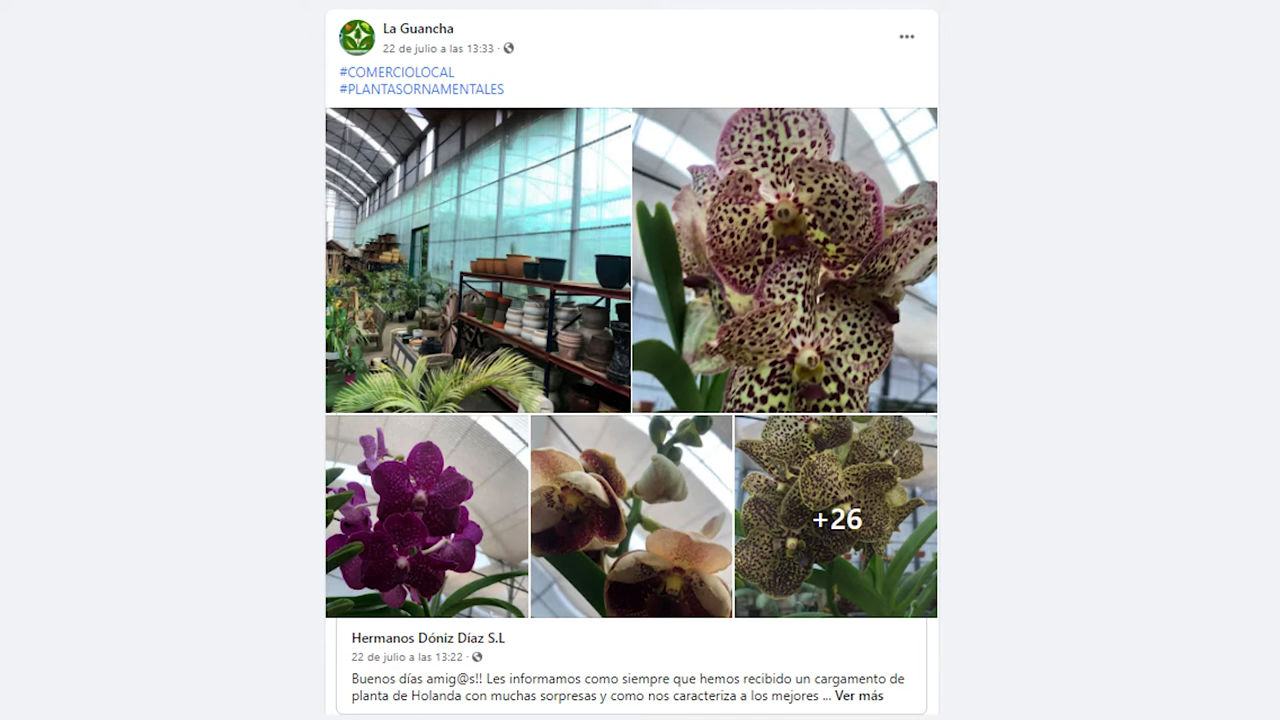 La Guancha
22 de julio a las 13:33 ·
#COMERCIOLOCAL
#PLANTASORNAMENTALES
+26
Hermanos Dóniz Díaz S.L
22 de julio a las 13:22 ·
Buenos días amig@s!! Les informamos como siempre que hemos recibido un cargamento de
planta de Holanda con muchas sorpresas y como nos caracteriza a los mejores ... Ver más